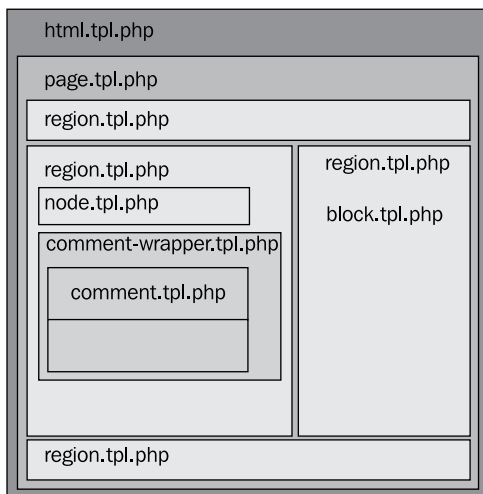 html.tpl.php
page.tpl.php
region.tpl.php
region.tpl.php
node.tpl.php
comment-wrapper.tpl.php
comment.tpl.php
region.tpl.php
block.tpl.php
region.tpl.php